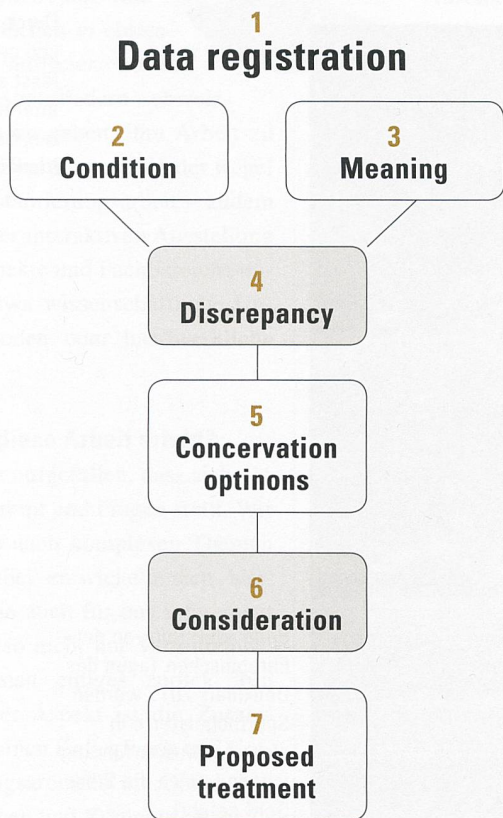 1
Data registration
2
Condition
3
Meaning
4
Discrepancy
5
Concervation
optinons
6
Consideration
7
Proposed
treatment